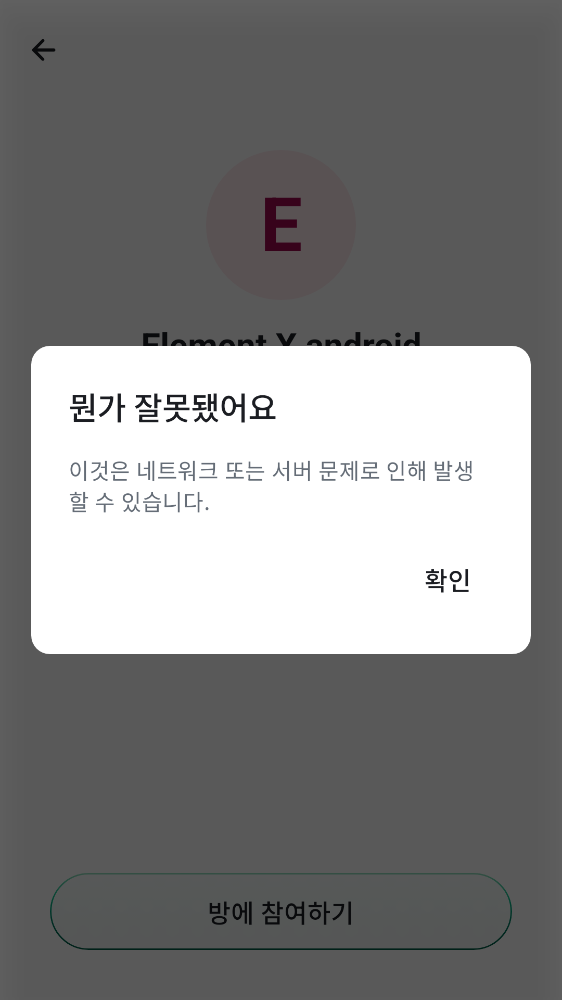 E
Element X android
뭔가 잘못됐어요
이것은 네트워크 또는 서버 문제로 인해 발생
할 수 있습니다.
확인
방에 참여하기